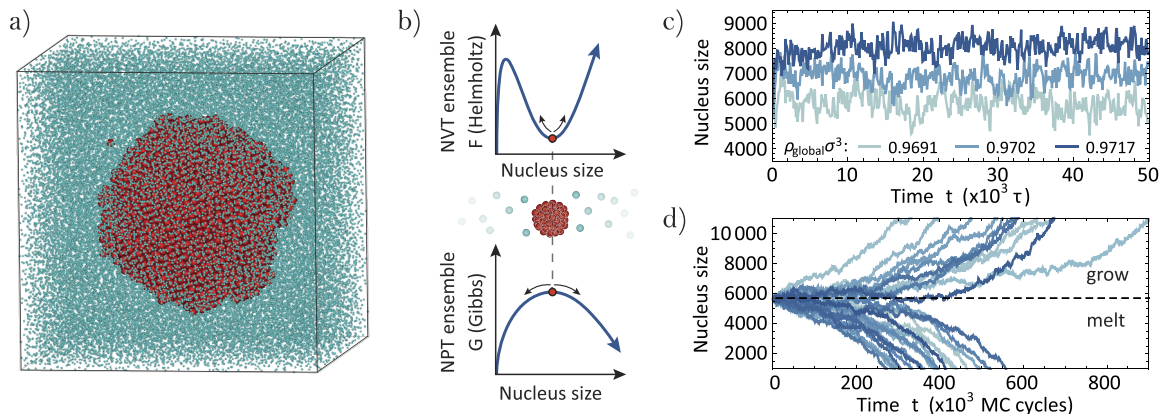 a)
b)
NVT ensemble
F (Helmholtz)
Nucleus size
NPT ensemble
G (Gibbs)
Nucleus size
c)
Nucleus size
9000
8000
7000
6000
5000
4000
ρglobalσ³: 0.9691 0.9702 0.9717
0 10 20 30 40 50
Time t (x10³ τ)
d)
Nucleus size
10 000
8000
6000
4000
2000
grow
melt
0 200 400 600 800
Time t (x10³ MC cycles)